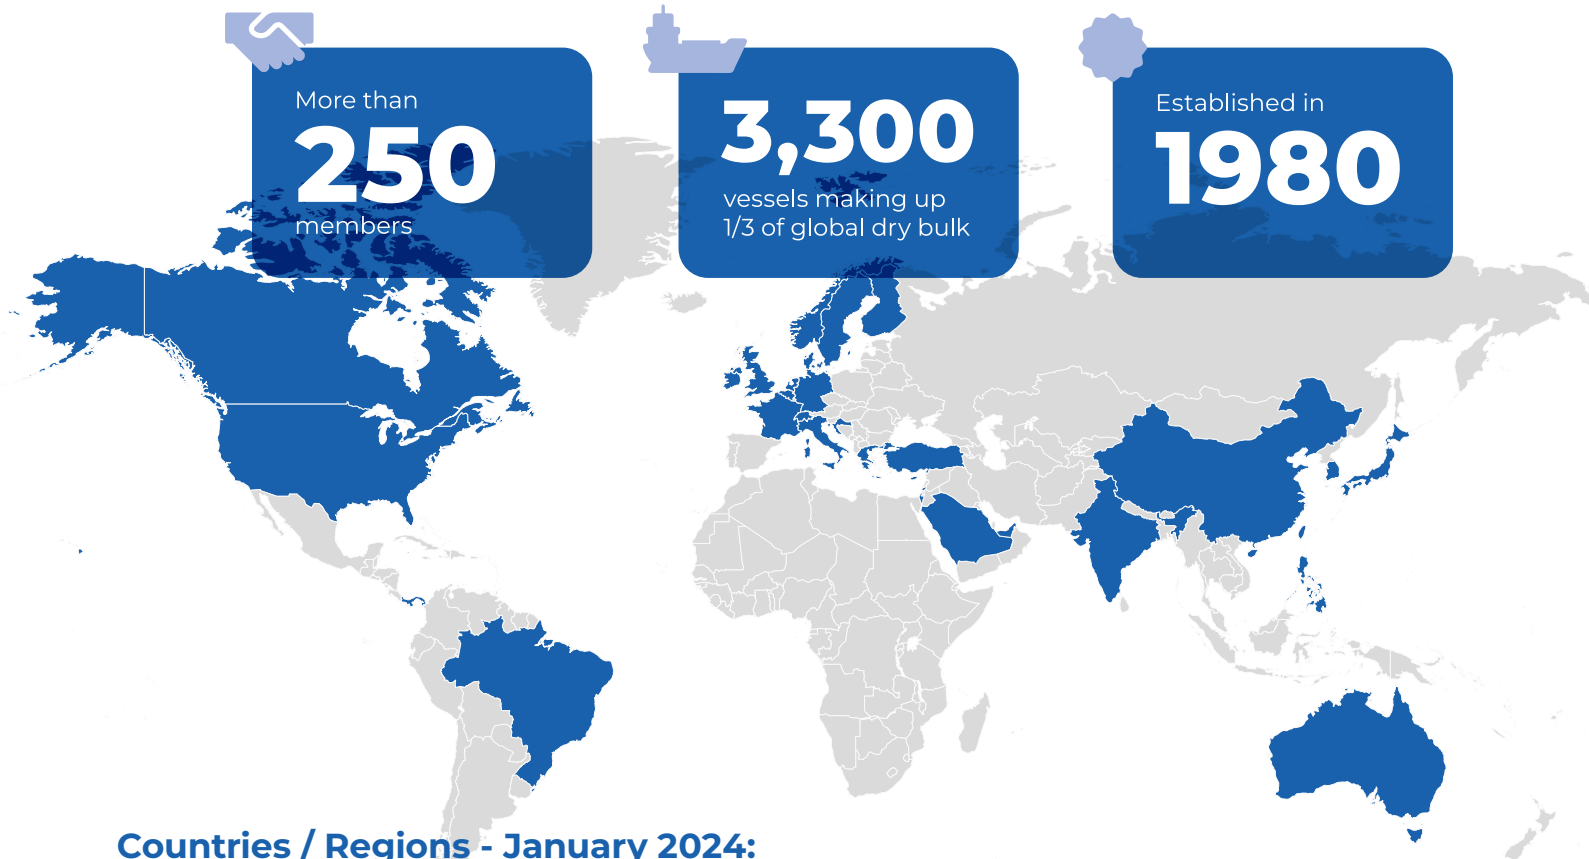 More than
250
members
3,300
vessels making up
1/3 of global dry bulk
Established in
1980
Countries / Regions - January 2024: